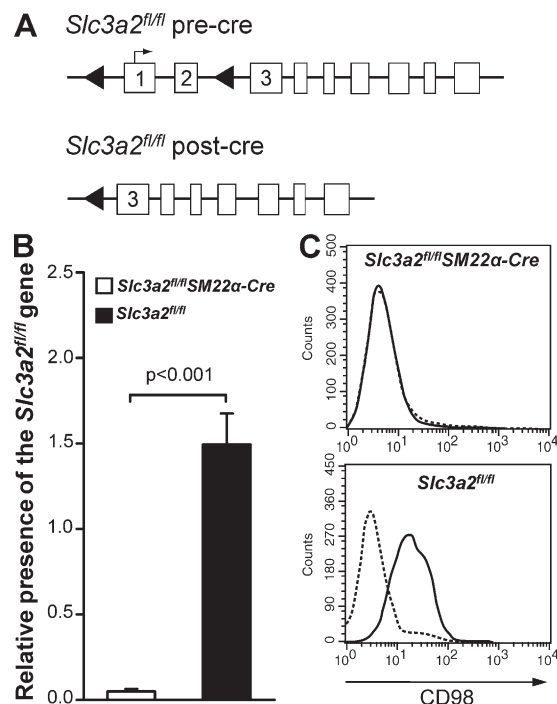 A
Slc3a2fl/fl pre-cre
1 2 3
Slc3a2fl/fl post-cre
3
B
Relative presence of the Slc3a2fl/fl gene
2.5
2.0
1.5
1.0
0.5
0.0
Slc3a2fl/flSM22α-Cre
Slc3a2fl/fl
p<0.001
C
Slc3a2fl/flSM22α-Cre
Counts
500
400
300
200
100
0
10⁰ 10¹ 10² 10³ 10⁴
Slc3a2fl/fl
Counts
450
360
270
180
90
0
10⁰ 10¹ 10² 10³ 10⁴
CD98